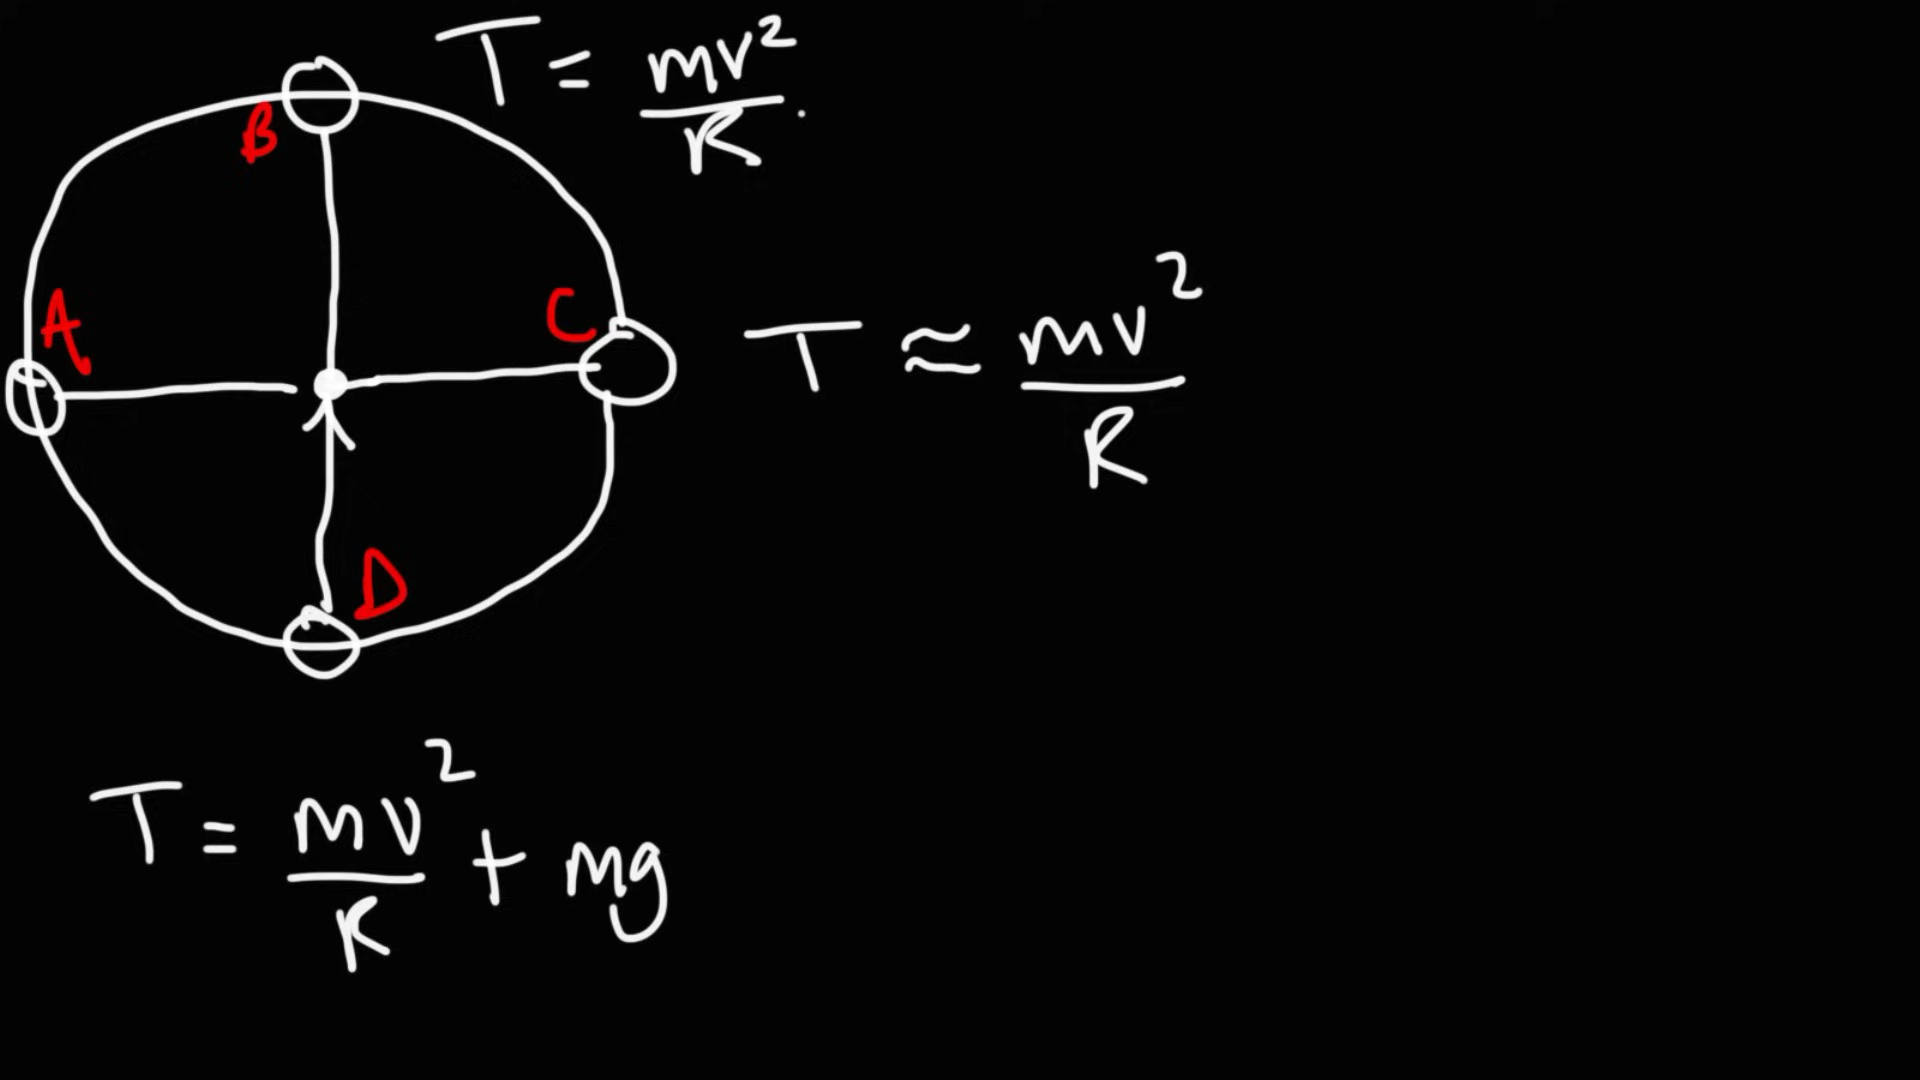 T = mv²/R
B
A
C
T ≈ mv²/R
D
T = mv²/R + mg